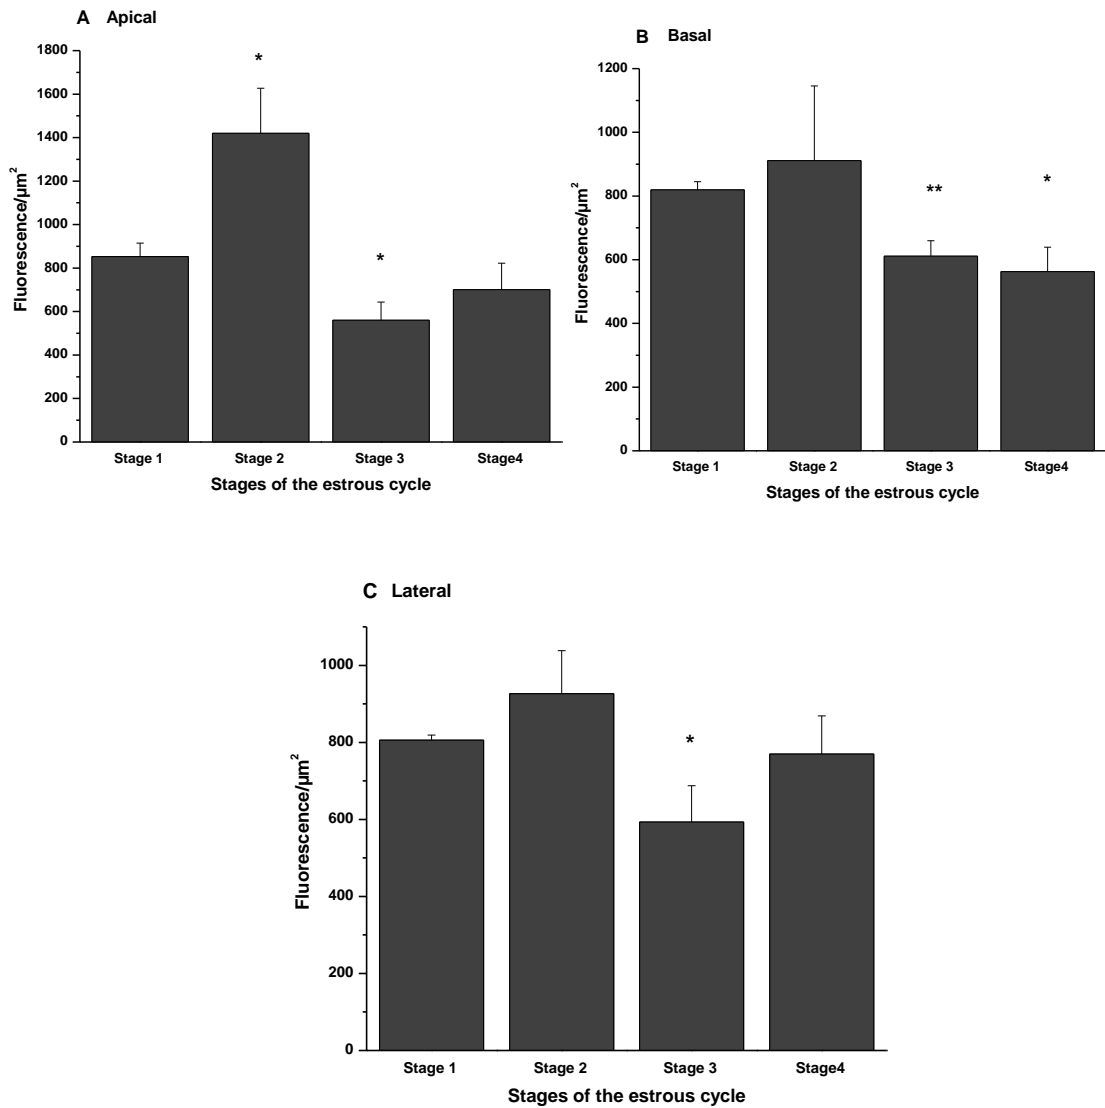 A Apical
*
*
1800
1600
1400
1200
1000
800
600
400
200
0
Fluorescence/µm²
Stage 1 Stage 2 Stage 3 Stage4
Stages of the estrous cycle
B Basal
**
*
1200
1000
800
600
400
200
0
Fluorescence/µm²
Stage 1 Stage 2 Stage 3 Stage4
Stages of the estrous cycle
C Lateral
*
1000
800
600
400
200
0
Fluorescence/µm²
Stage 1 Stage 2 Stage 3 Stage4
Stages of the estrous cycle